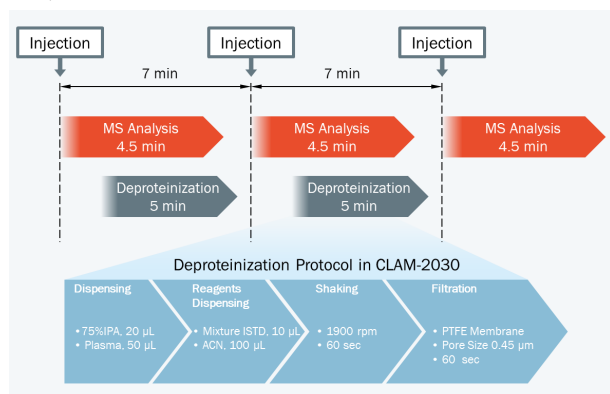 Injection
Injection
Injection
7 min
7 min
MS Analysis
4.5 min
MS Analysis
4.5 min
MS Analysis
4.5 min
Deproteinization
5 min
Deproteinization
5 min
Deproteinization Protocol in CLAM-2030
Dispensing
•75%IPA, 20 µL
• Plasma, 50 µL
Reagents
Dispensing
• Mixture ISTD, 10 µL
• ACN, 100 µL
Shaking
• 1900 rpm
• 60 sec
Filtration
• PTFE Membrane
• Pore Size 0.45 µm
• 60 sec